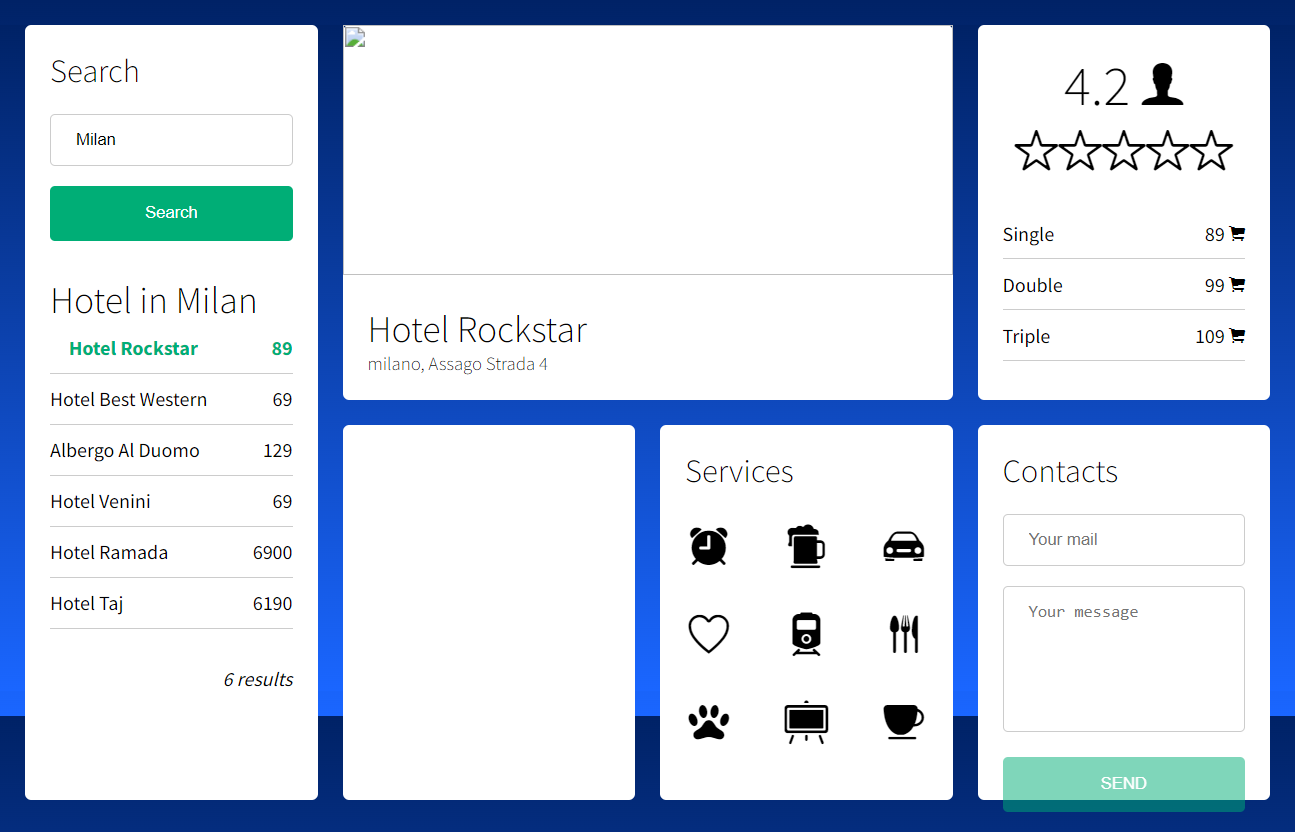 Search
Milan
Search
Hotel in Milan
Hotel Rockstar 89
Hotel Best Western 69
Albergo Al Duomo 129
Hotel Venini 69
Hotel Ramada 6900
Hotel Taj 6190
6 results
Hotel Rockstar
milano, Assago Strada 4
4.2
Single 89
Double 99
Triple 109
Services
Contacts
Your mail
Your message
SEND